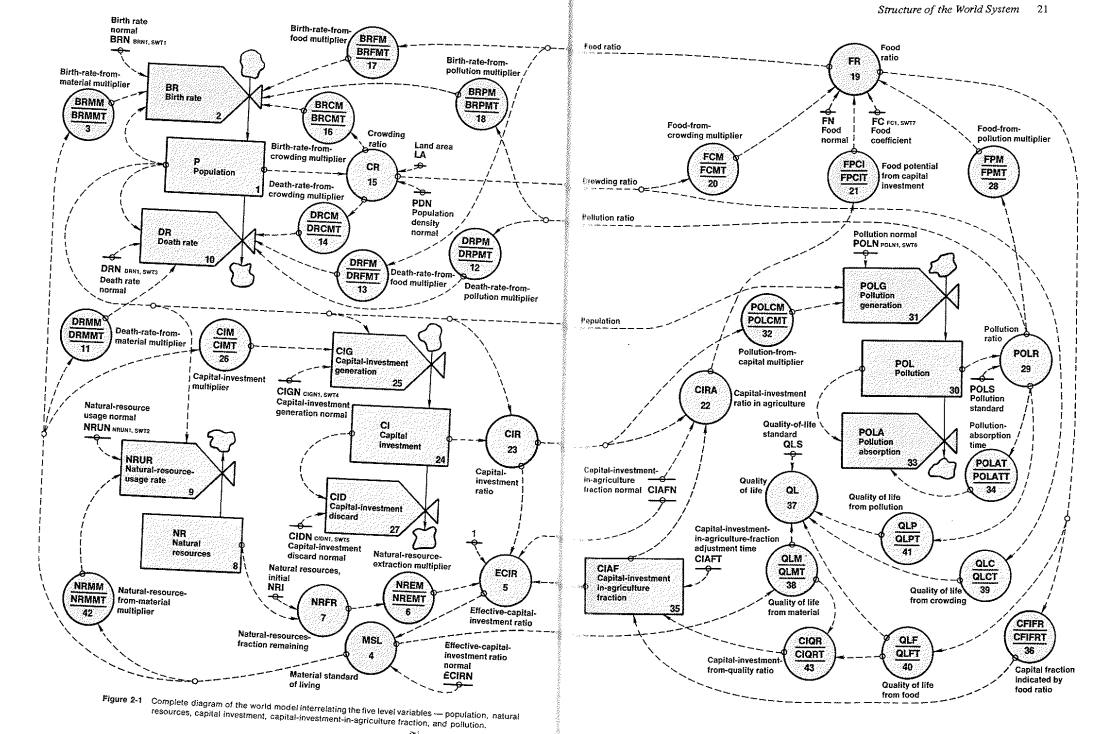 Structure of the World System 21
Birth rate
normal
BRN BRN1, SWT1
Birth-rate-from-
material multiplier
BRMM
BRMMT
3
BR
Birth rate
2
Birth-rate-from-
food multiplier
BRFM
BRFMT
17
Birth-rate-from-
pollution multiplier
BRPM
BRPMT
18
BRCM
BRCMT
16
Birth-rate-from-
crowding multiplier
P
Population
1
Crowding
ratio
CR
15
Land area
LA
PDN
Population
density
normal
Death-rate-from-
crowding multiplier
DRCM
DRCMT
14
DR
Death rate
10
DRN DRN1, SWT3
Death rate
normal
DRFM
DRFMT
13
Death-rate-from-
food multiplier
DRPM
DRPMT
12
Death-rate-from-
pollution multiplier
DRMM
DRMMT
11
Death-rate-from-
material multiplier
CIM
CIMT
26
Capital-investment
multiplier
CIG
Capital-investment
generation
25
CIGN CIGN1, SWT4
Capital-investment
generation normal
CI
Capital
investment
24
CIR
23
Capital-
investment
ratio
CID
Capital-investment
discard
27
CIDN CIDN1, SWT5
Capital-investment
discard normal
Natural-resource
usage normal
NRUN NRUN1, SWT2
NRUR
Natural-resource-
usage rate
9
NR
Natural
resources
8
Natural resources,
initial
NRI
NRFR
7
Natural-resources-
fraction remaining
Natural-resource-
extraction multiplier
NREM
NREMT
6
1
ECIR
5
Effective-capital-
investment ratio
NRMM
NRMMT
42
Natural-resource-
from-material
multiplier
MSL
4
Material standard
of living
Effective-capital-
investment ratio
normal
ECIRN
Food ratio
Crowding ratio
Pollution ratio
Population
FR
19
Food
ratio
FN
Food
normal
FC FC1, SWT7
Food
coefficient
Food-from-
crowding multiplier
FCM
FCMT
20
FPCI
FPCIT
21
Food potential
from capital
investment
Food-from-
pollution multiplier
FPM
FPMT
28
Pollution normal
POLN POLN1, SWT6
POLG
Pollution
generation
31
POLCM
POLCMT
32
Pollution-from-
capital multiplier
POL
Pollution
30
Pollution
ratio
POLR
29
POLS
Pollution
standard
POLA
Pollution
absorption
33
Pollution-
absorption
time
POLAT
POLATT
34
CIRA
22
Capital-investment
ratio in agriculture
Capital-investment-
in-agriculture
fraction normal
CIAFN
Quality-of-life
standard
QLS
Quality
of life
QL
37
Quality of life
from pollution
QLP
QLPT
41
Capital-investment-
in-agriculture-fraction
adjustment time
CIAFT
QLM
QLMT
38
Quality of life
from material
QLC
QLCT
39
Quality of life
from crowding
CIAF
Capital-investment-
in-agriculture
fraction
35
CIQR
CIQRT
43
Capital-investment-
from-quality ratio
QLF
QLFT
40
Quality of life
from food
CFIFR
CFIFRT
36
Capital fraction
indicated by
food ratio
Figure 2-1 Complete diagram of the world model interrelating the five level variables — population, natural
resources, capital investment, capital-investment-in-agriculture fraction, and pollution.